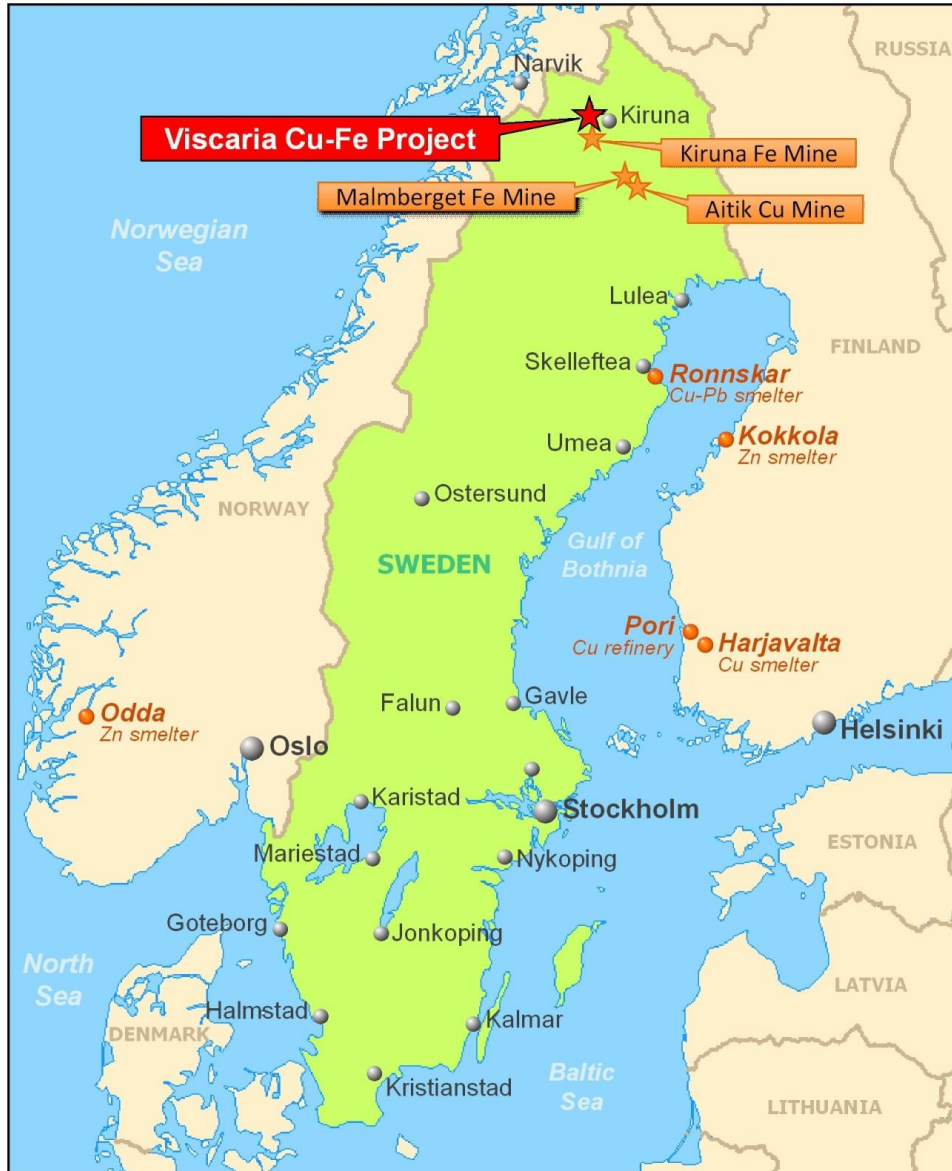 RUSSIA
Narvik
Kiruna
Viscaria Cu-Fe Project
Kiruna Fe Mine
Malmberget Fe Mine
Aitik Cu Mine
Norwegian
Sea
Lulea
FINLAND
Skelleftea
Ronnskar
Cu-Pb smelter
Kokkola
Zn smelter
Umea
Ostersund
NORWAY
Gulf of
Bothnia
SWEDEN
Pori
Cu refinery
Harjavalta
Cu smelter
Falun
Gavle
Odda
Zn smelter
Oslo
Helsinki
Karistad
Stockholm
Mariestad
Nykoping
ESTONIA
Goteborg
Jonkoping
North
Sea
LATVIA
Halmstad
Kalmar
DENMARK
Kristianstad
Baltic
Sea
LITHUANIA